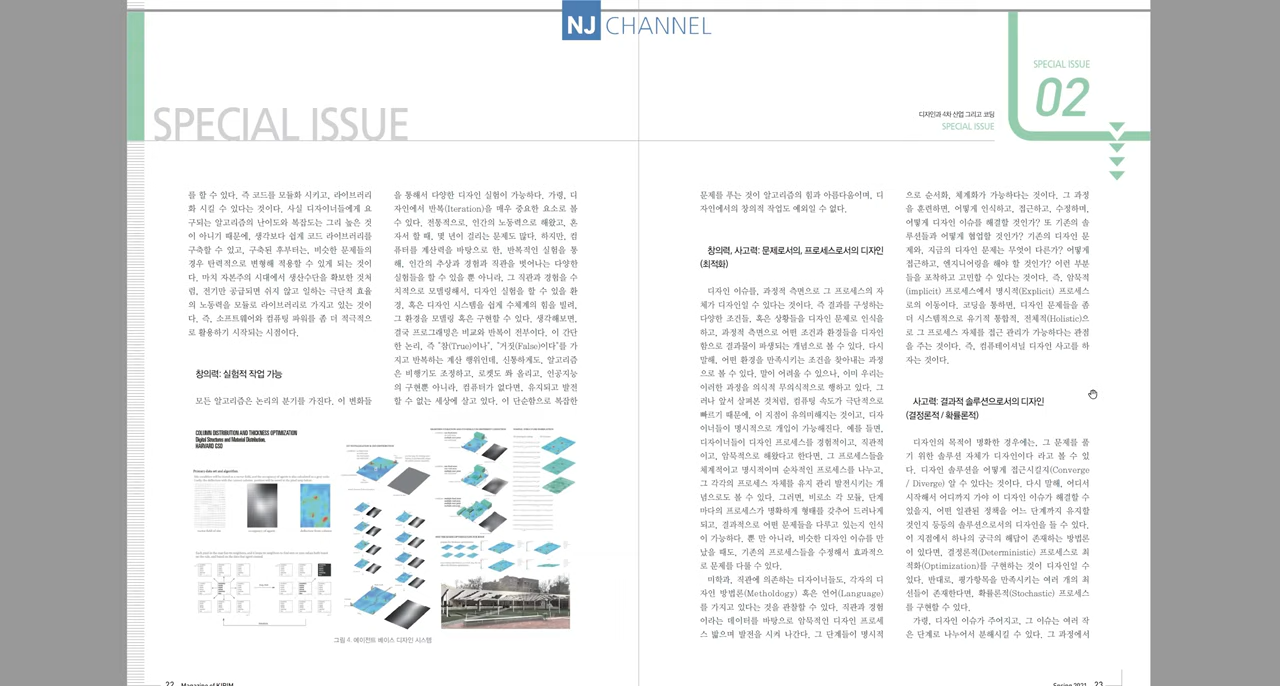 NJ CHANNEL
SPECIAL ISSUE
SPECIAL ISSUE
02
디자인과 4차 산업 그리고 코딩
SPECIAL ISSUE
를 할 수 있다. 즉 코드를 모듈화 시키고, 라이브러리
화 시킬 수 있다는 것이다. 사실 디자이너들에게 요
구되는 알고리즘의 난이도와 복잡도는 그리 높은 경
이 아니기 때문에, 생각보다 쉽게 코드 라이브러리를
구축할 수 있고, 구축된 후부터는, 비슷한 문제들의
경우 탄력적으로 변형해 적용할 수 있게 되는 것이
다. 마치 자본주의 시대에서 생산수단을 확보한 것처
럼, 전기만 공급되면 쉬지 않고 일하는 극단적 효율
의 노동력을 모듈로 라이브러리로 가지고 있는 것이
다. 즉, 소프트웨어와 컴퓨팅 파워를 좀 더 적극적으
로 활용하기 시작되는 시점이다.
창의력: 실험적 작업 가능
모든 알고리즘은 논리의 분기를 가진다. 이 변화들
을 통해서 다양한 디자인 실험이 가능하다. 가령, 디
자인에서 반복(Iteration)은 매우 중요한 요소로 볼
수 있고, 전통적으로, 인간의 노동력으로 해왔고, 혼
자서 할 때, 몇 년이 걸리는 문제도 많다. 하지만, 컴
퓨터를 계산력을 바탕으로, 그 반복적인 실험을 통
해, 인간의 추상과 경험과 직관을 벗어나는 다양한
시도들을 할 수 있을 뿐만 아니라, 그 직관과 경험을 수
식으로 모델링해서, 디자인 실험을 할 수 있을 환
경, 혹은 디자인 시스템을 쉽게 수체계의 힘을 빌려,
그 환경을 모델링 혹은 구현할 수 있다. 생각해보면,
컴퓨터 프로그래밍은 비교와 반복이 전부이다. 이 간단한
논리, 즉 "참(True)이다", "거짓(False)이다"를 가
지고 반복하는 계산 행위인데, 신통하게도, 알고리즘
은 비행기도 조정하고, 로켓도 쏴 올리고, 인공지능
의 구현뿐 아니라, 컴퓨터가 없다면, 유지되고 작동
할 수 없는 세상에 살고 있다. 이 단순함으로 복잡한
COLUMN DISTRIBUTION AND THICKNESS OPTIMIZATION
Digital Structures and Material Distribution,
HARVARD GSD
그림 4. 에이전트 베이스 디자인 시스템
22 Magazine of KIBIM
문제를 푸는 것이 알고리즘의 힘과 아름다움이며, 디
자인에서의 창의적 작업도 예외일 수 없다.
창의력, 사고력: 문제로서의, 프로세스로서의 디자인
(최적화)
디자인 이슈를, 과정적 측면으로 그 프로세스의 자
체가 디자인일 수 있다는 것이다. 즉 결과를 구성하는
다양한 조건들, 혹은 상황들을 디자인 문제로 인식을
하고, 과정적 측면으로 어떤 조건과 환경들을 디자인
함으로 결과물이 파생되는 개념으로 볼 수 있다. 다시
말해, 어떤 환경을 만족시키는 조건을 찾아내는 과정
으로 볼 수 있다. 말이 어려울 수 있으나, 이미 우리는
이러한 과정을 의식적 무의식적으로 행하고 있다. 그
러나 앞서 살펴본 것처럼, 컴퓨팅 속도가 극단적으로
빠르기 때문에, 이 지점이 유의미해지는 것이고, 디자
이너들이 명시적으로 개입이 가능해진다. 예를 들면,
디자이너들이 디자인 프로세스를 경험적이고, 직관적
이고, 암묵적으로 해왔다고 한다면, 그 프로세스들을
체계적이고 명시적이며 순차적인 프로세스로 나누고,
그 각각의 프로세스 자체를 유지 관리 발전시키는 개
념으로도 볼 수 있다. 그러면, 비로소 모듈로, 단계
마다의 프로세스가 명확하게 형태를 가지고 드러나게
되고, 구체적으로 어떤 문제들을 다루어야 하는지 인식
이 가능하다. 뿐만 아니라, 비슷한 디자인 이슈를 만
났을 때도, 기존의 프로세스들을 수정해 효과적으
로 문제를 다룰 수 있다.
현재 지금 현존하는 디자이너들은, 각자의 디
자인 방법론(Methodology) 혹은 언어(Language)
를 가지고 있는 것을 관찰할 수 있다. 직관과 경험
이라는 데이터를 바탕으로 암묵적인 디자인 프로세
스 밟으며 발전을 시켜 나간다. 그 과정들이 명시적
으로 순서화, 체계화가 가능하다는 것이다. 그 과정
을 훈련하면, 어떻게 인식하고, 접근하고, 수정하며,
어떻게 디자인 이슈를 해결할 것인가? 또 기존의 솔
루션들과 어떻게 협업할 것인가? 기존의 디자인 문
제와, 지금의 디자인 문제는 무엇이 다른가? 어떻게
접근하고, 엔지니어링을 해야 할 것인가? 이런 부분
들을 포착하고 고민할 수 있다는 것이다. 즉, 암묵적
(implicit) 프로세스에서 명시적(Explicit) 프로세스
로의 이동이다. 코딩을 통하면, 디자인 문제들을 좀
더 시스템적으로 유기적 통합적, 전체적(Holistic)으
로 그 프로세스 자체를 접근 관리가 가능하다는 관점
을 주는 것이다. 즉, 컴퓨테이셔널 디자인 사고를 하
자는 것이다.
사고력: 결과적 솔루션으로서의 디자인
(결정론적 / 확률론적)
디자인의 목적이 명확한 경우에는, 그 문제를 풀
기 위한 솔루션 자체가 디자인이다 라고 볼 수 있
다. 디자인 솔루션을 어떻게 접근시킬지(Converge
/ Diverge) 알 수 있다는 것이다. 다시 말해, 어디서
시작해서 어디까지 가야 이 디자인 이슈가 해결할 수
있을지, 어떤 일관된 정책을 어느 단계까지 유지할
것인지 등등의 솔루션으로서의 디자인을 들 수 있다.
이 지점에서 하나의 궁극의 해답이 존재하는 방법론
이 있다면, 결정론적(Deterministic) 프로세스로 최
적화(Optimization)를 구현하는 것이 디자인일 수
있고, 반대로, 평가항목을 만족시키는 여러 개의 최
선들이 존재한다면, 확률론적(Stochastic) 프로세스
를 구현할 수 있다.
가령, 디자인 이슈가 주어지고, 그 이슈는 여러 작
은 단계로 나누어서 분해시킬 수 있다. 그 과정에서
Spring 2021 23